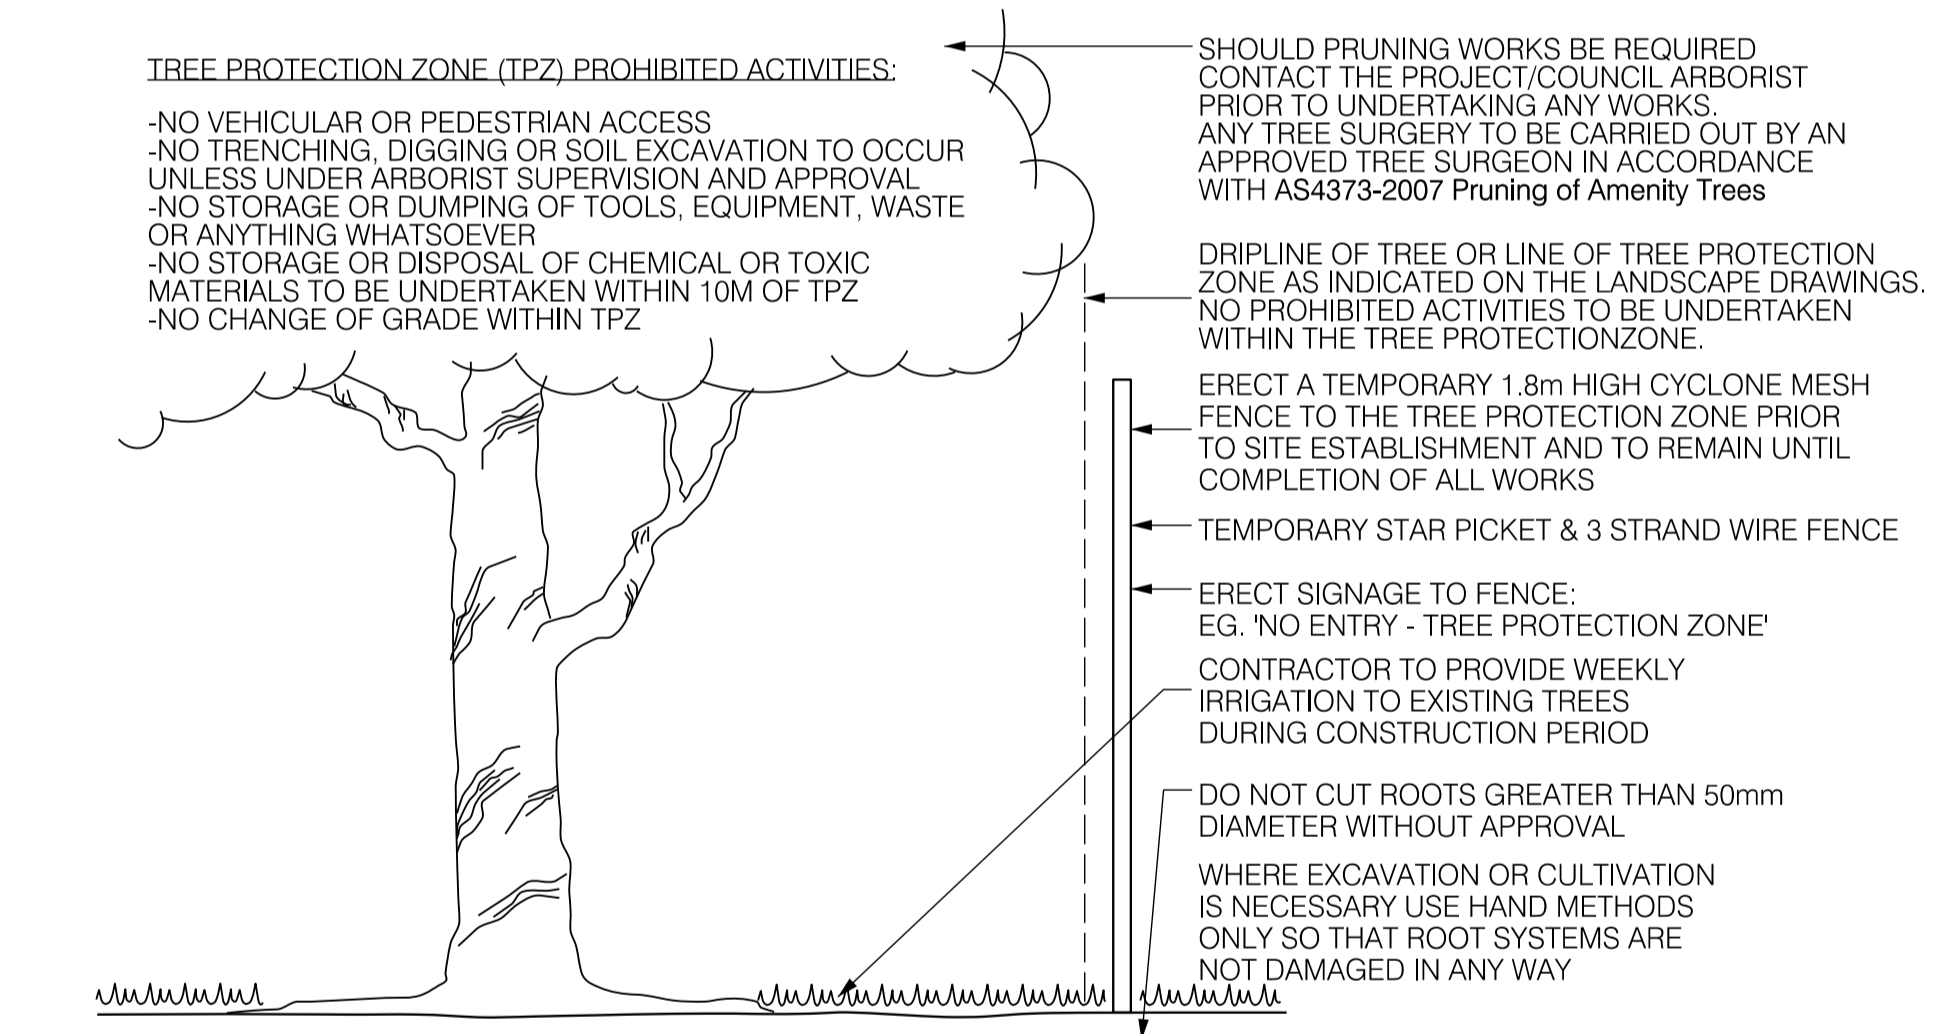 TREE PROTECTION ZONE (TPZ) PROHIBITED ACTIVITIES:
-NO VEHICULAR OR PEDESTRIAN ACCESS
-NO TRENCHING, DIGGING OR SOIL EXCAVATION TO OCCUR
UNLESS UNDER ARBORIST SUPERVISION AND APPROVAL
-NO STORAGE OR DUMPING OF TOOLS, EQUIPMENT, WASTE
OR ANYTHING WHATSOEVER
-NO STORAGE OR DISPOSAL OF CHEMICAL OR TOXIC
MATERIALS TO BE UNDERTAKEN WITHIN 10M OF TPZ
-NO CHANGE OF GRADE WITHIN TPZ
SHOULD PRUNING WORKS BE REQUIRED
CONTACT THE PROJECT/COUNCIL ARBORIST
PRIOR TO UNDERTAKING ANY WORKS.
ANY TREE SURGERY TO BE CARRIED OUT BY AN
APPROVED TREE SURGEON IN ACCORDANCE
WITH AS4373-2007 Pruning of Amenity Trees
DRIPLINE OF TREE OR LINE OF TREE PROTECTION
ZONE AS INDICATED ON THE LANDSCAPE DRAWINGS.
NO PROHIBITED ACTIVITIES TO BE UNDERTAKEN
WITHIN THE TREE PROTECTIONZONE.
ERECT A TEMPORARY 1.8m HIGH CYCLONE MESH
FENCE TO THE TREE PROTECTION ZONE PRIOR
TO SITE ESTABLISHMENT AND TO REMAIN UNTIL
COMPLETION OF ALL WORKS
TEMPORARY STAR PICKET & 3 STRAND WIRE FENCE
ERECT SIGNAGE TO FENCE:
EG. 'NO ENTRY - TREE PROTECTION ZONE'
CONTRACTOR TO PROVIDE WEEKLY
IRRIGATION TO EXISTING TREES
DURING CONSTRUCTION PERIOD
DO NOT CUT ROOTS GREATER THAN 50mm
DIAMETER WITHOUT APPROVAL
WHERE EXCAVATION OR CULTIVATION
IS NECESSARY USE HAND METHODS
ONLY SO THAT ROOT SYSTEMS ARE
NOT DAMAGED IN ANY WAY